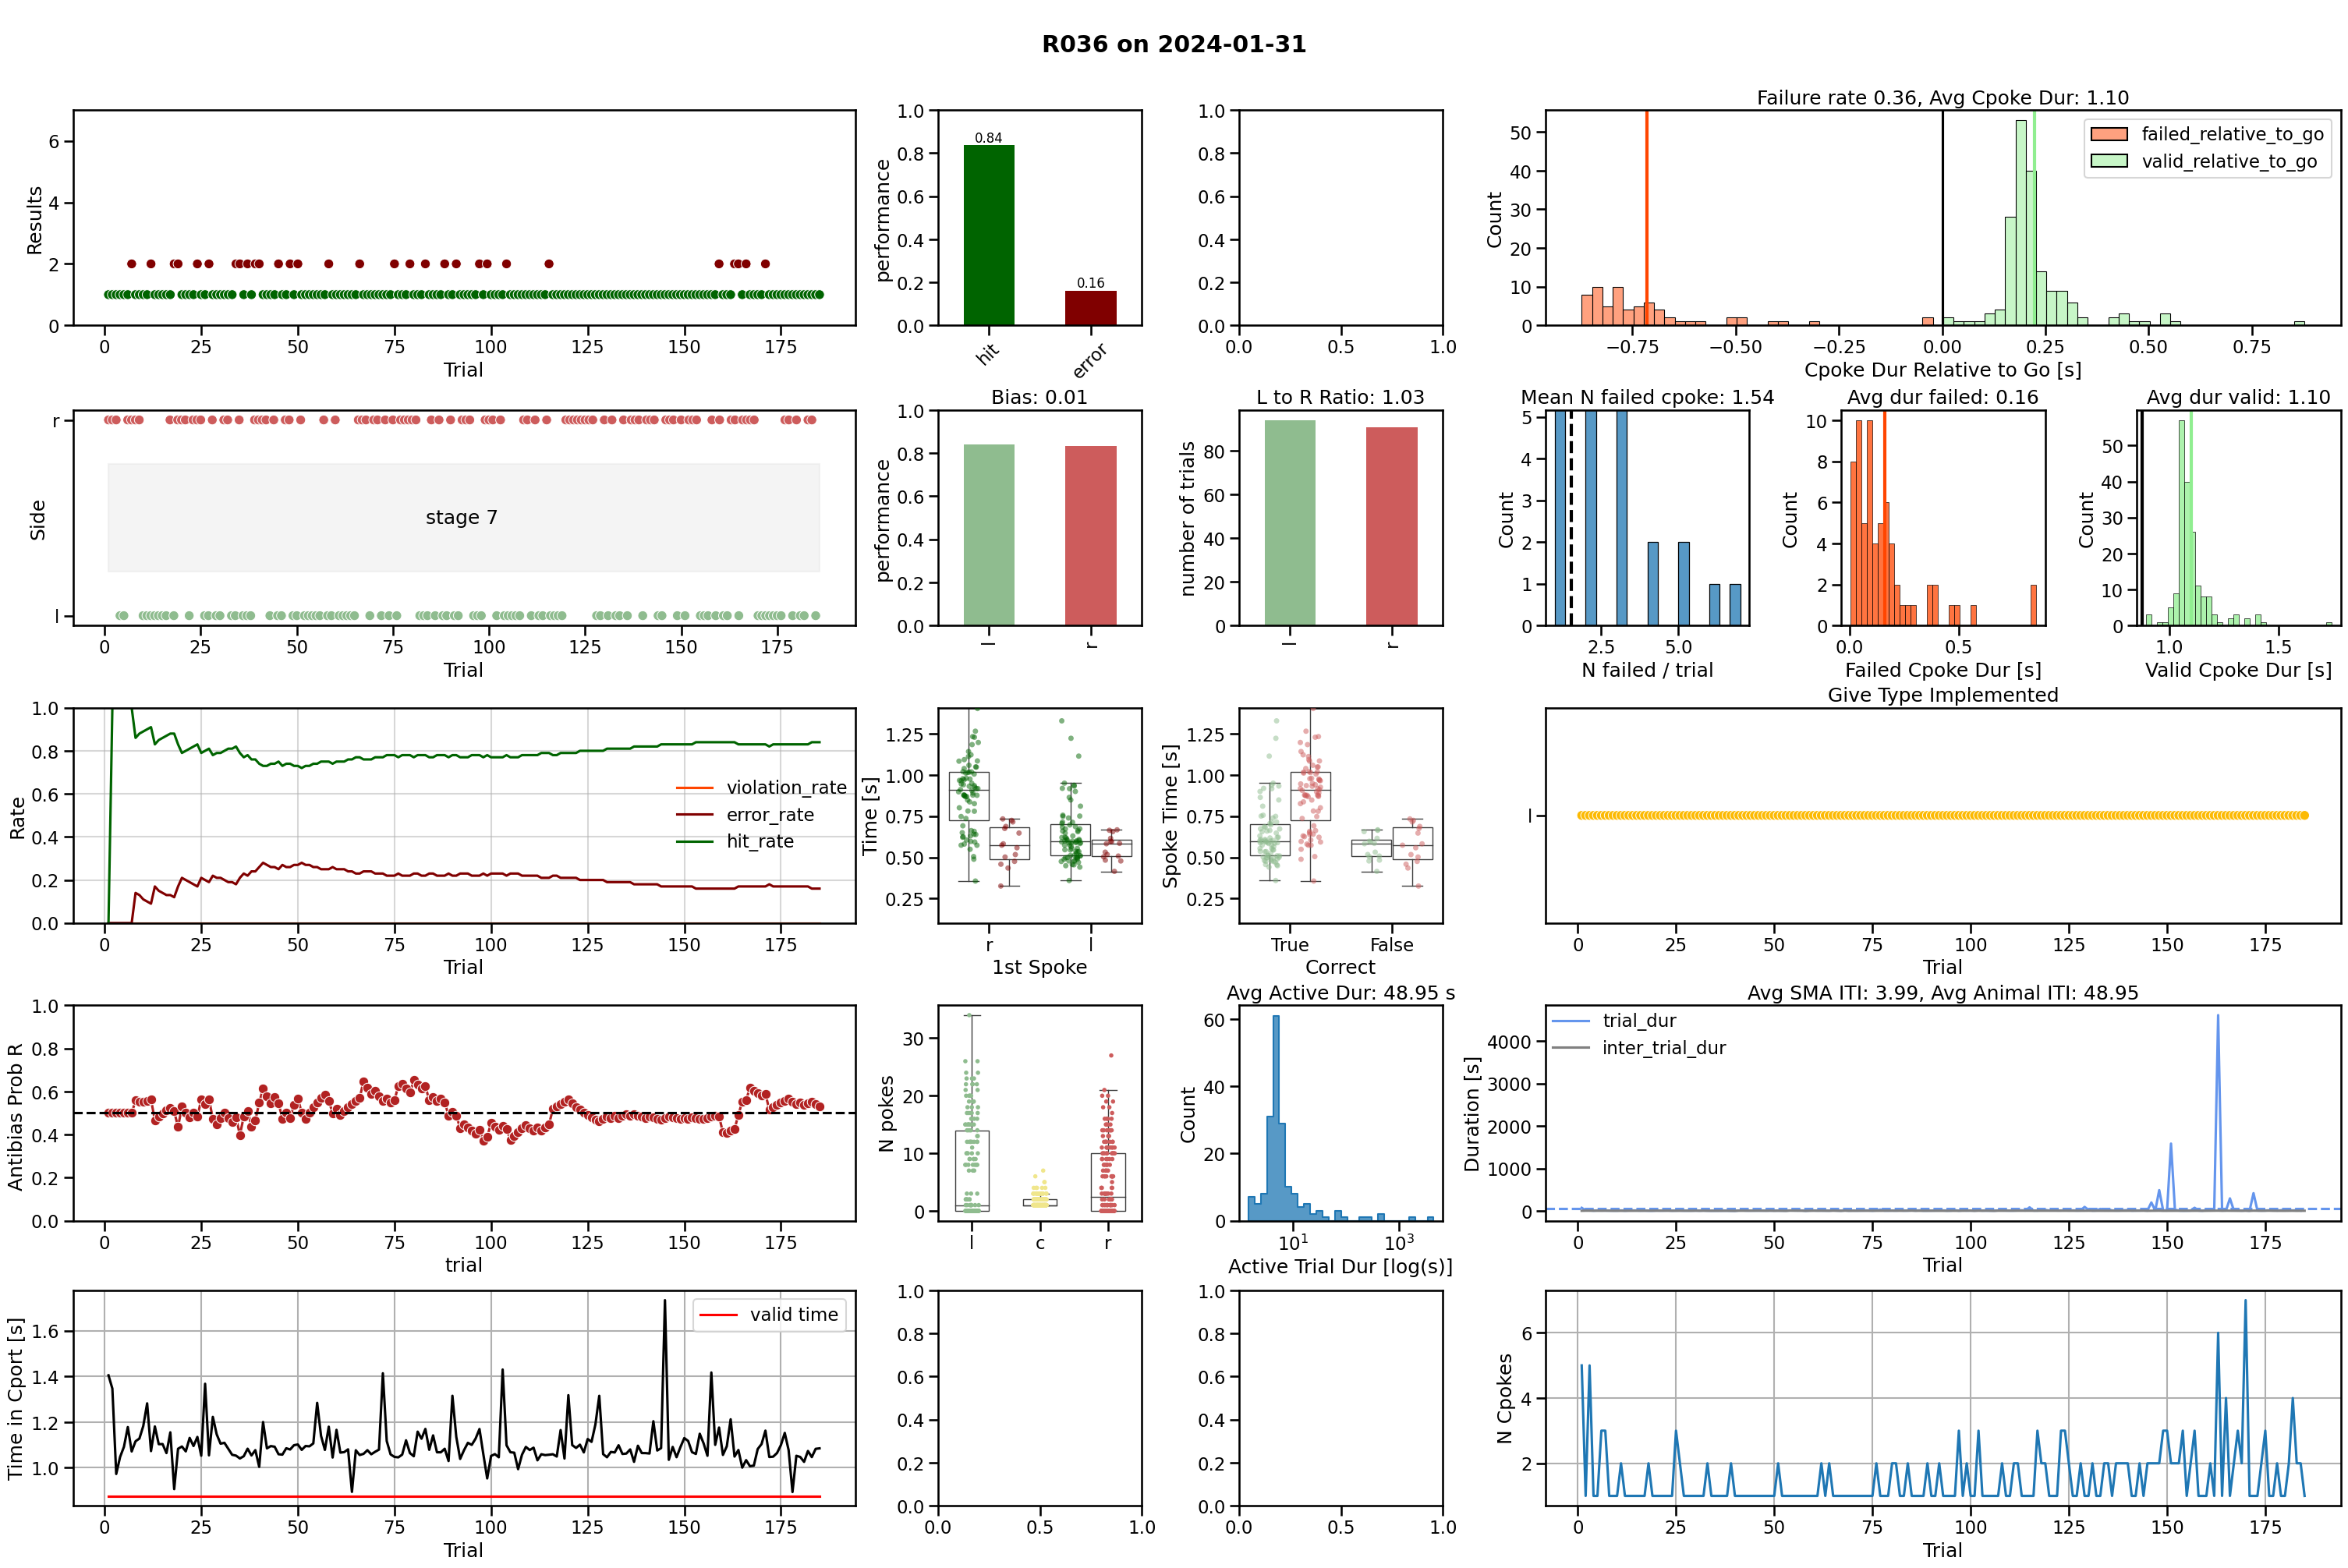 R036 on 2024-01-31
Results
0
2
4
6
0
25
50
75
100
125
150
175
Trial
performance
0.0
0.2
0.4
0.6
0.8
1.0
0.84
0.16
hit
error
0.0
0.2
0.4
0.6
0.8
1.0
0.0
0.5
1.0
Failure rate 0.36, Avg Cpoke Dur: 1.10
failed_relative_to_go
valid_relative_to_go
Count
0
10
20
30
40
50
−0.75
−0.50
−0.25
0.00
0.25
0.50
0.75
Cpoke Dur Relative to Go [s]
Side
r
l
stage 7
0
25
50
75
100
125
150
175
Trial
Bias: 0.01
performance
0.0
0.2
0.4
0.6
0.8
1.0
l
r
L to R Ratio: 1.03
number of trials
0
20
40
60
80
l
r
Mean N failed cpoke: 1.54
Count
0
1
2
3
4
5
2.5
5.0
N failed / trial
Avg dur failed: 0.16
Count
0
2
4
6
8
10
0.0
0.5
Failed Cpoke Dur [s]
Avg dur valid: 1.10
Count
0
10
20
30
40
50
1.0
1.5
Valid Cpoke Dur [s]
Rate
0.0
0.2
0.4
0.6
0.8
1.0
violation_rate
error_rate
hit_rate
0
25
50
75
100
125
150
175
Trial
Time [s]
0.25
0.50
0.75
1.00
1.25
r
l
1st Spoke
Spoke Time [s]
0.25
0.50
0.75
1.00
1.25
True
False
Correct
Give Type Implemented
l
0
25
50
75
100
125
150
175
Trial
Antibias Prob R
0.0
0.2
0.4
0.6
0.8
1.0
0
25
50
75
100
125
150
175
trial
N pokes
0
10
20
30
l
c
r
Avg Active Dur: 48.95 s
Count
0
20
40
60
10¹
10³
Active Trial Dur [log(s)]
Avg SMA ITI: 3.99, Avg Animal ITI: 48.95
trial_dur
inter_trial_dur
Duration [s]
0
1000
2000
3000
4000
0
25
50
75
100
125
150
175
Trial
Time in Cport [s]
1.0
1.2
1.4
1.6
valid time
0
25
50
75
100
125
150
175
Trial
0.0
0.2
0.4
0.6
0.8
1.0
0.0
0.5
1.0
0.0
0.2
0.4
0.6
0.8
1.0
0.0
0.5
1.0
N Cpokes
2
4
6
0
25
50
75
100
125
150
175
Trial